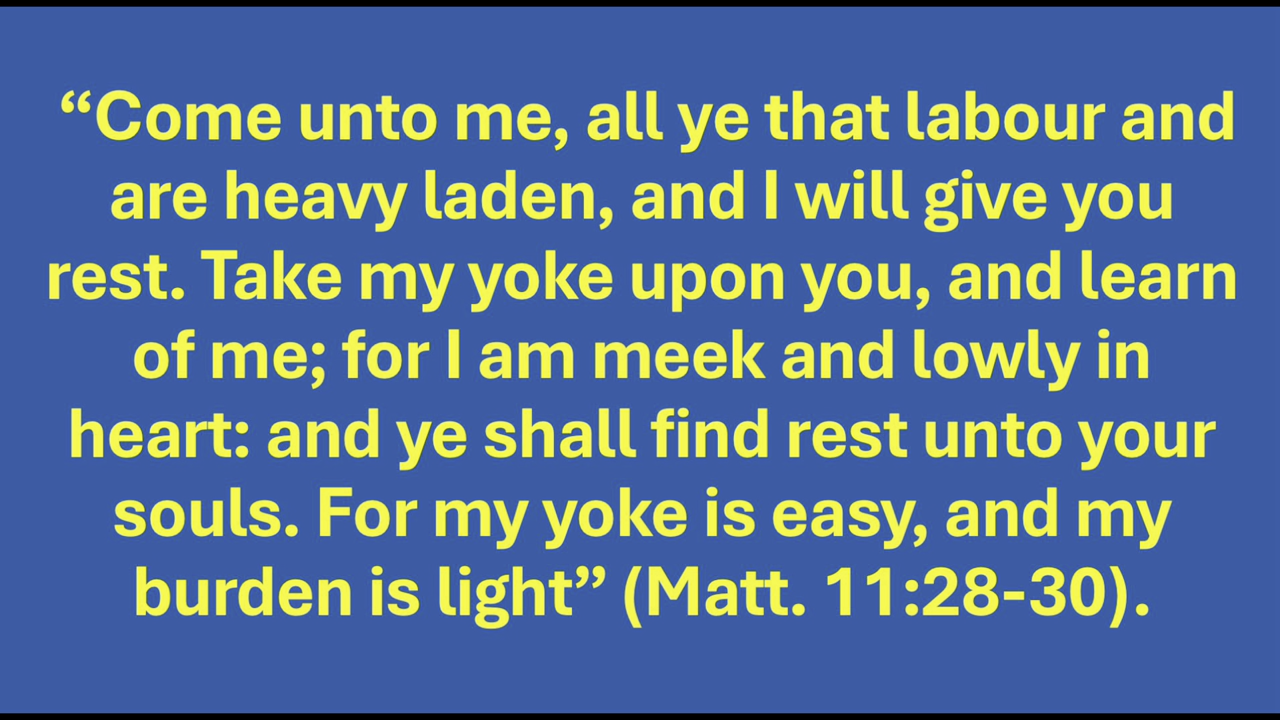 “Come unto me, all ye that labour and
are heavy laden, and I will give you
rest. Take my yoke upon you, and learn
of me; for I am meek and lowly in
heart: and ye shall find rest unto your
souls. For my yoke is easy, and my
burden is light” (Matt. 11:28-30).